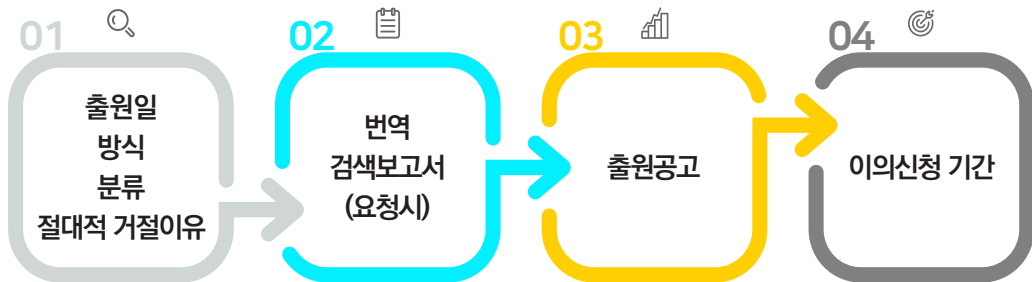 01
출원일
방식
분류
절대적 거절이유
02
번역
검색보고서
(요청시)
03
출원공고
04
이의신청 기간